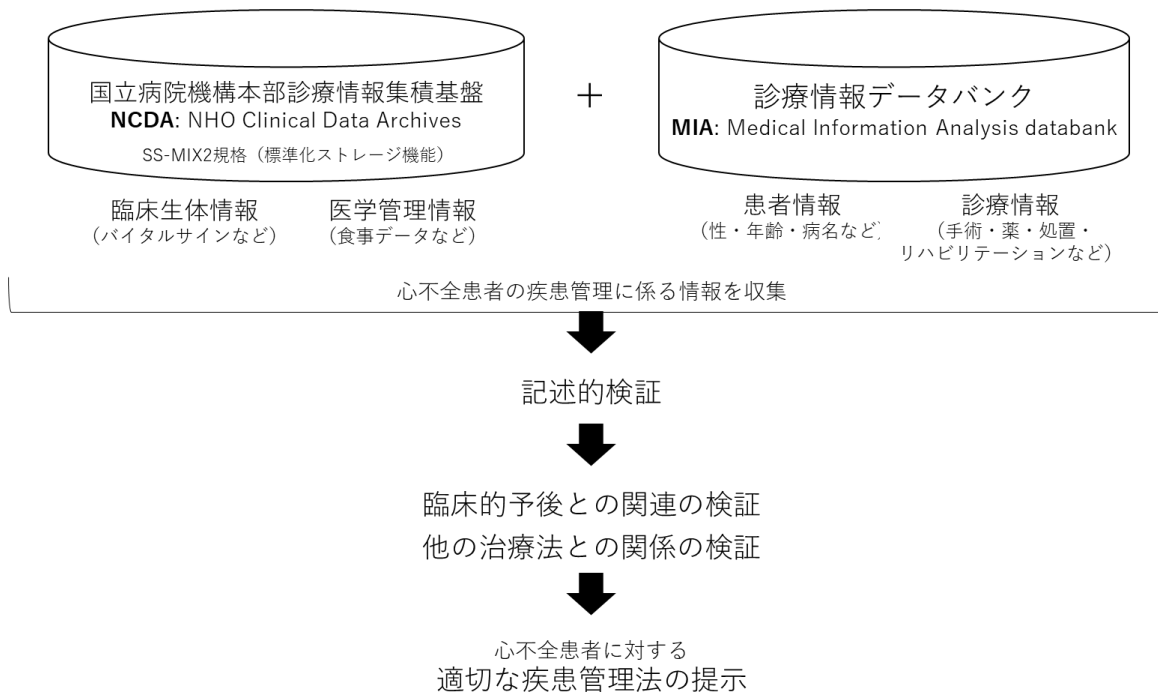 国立病院機構本部診療情報集積基盤
NCDA: NHO Clinical Data Archives
SS-MIX2規格（標準化ストレージ機能）
+
診療情報データバンク
MIA: Medical Information Analysis databank
臨床生体情報
（バイタルサインなど）
医学管理情報
（食事データなど）
患者情報
（性・年齢・病名など）
診療情報
（手術・薬・処置・
リハビリテーションなど）
心不全患者の疾患管理に係る情報を収集
記述的検証
臨床的予後との関連の検証
他の治療法との関係の検証
心不全患者に対する
適切な疾患管理法の提示